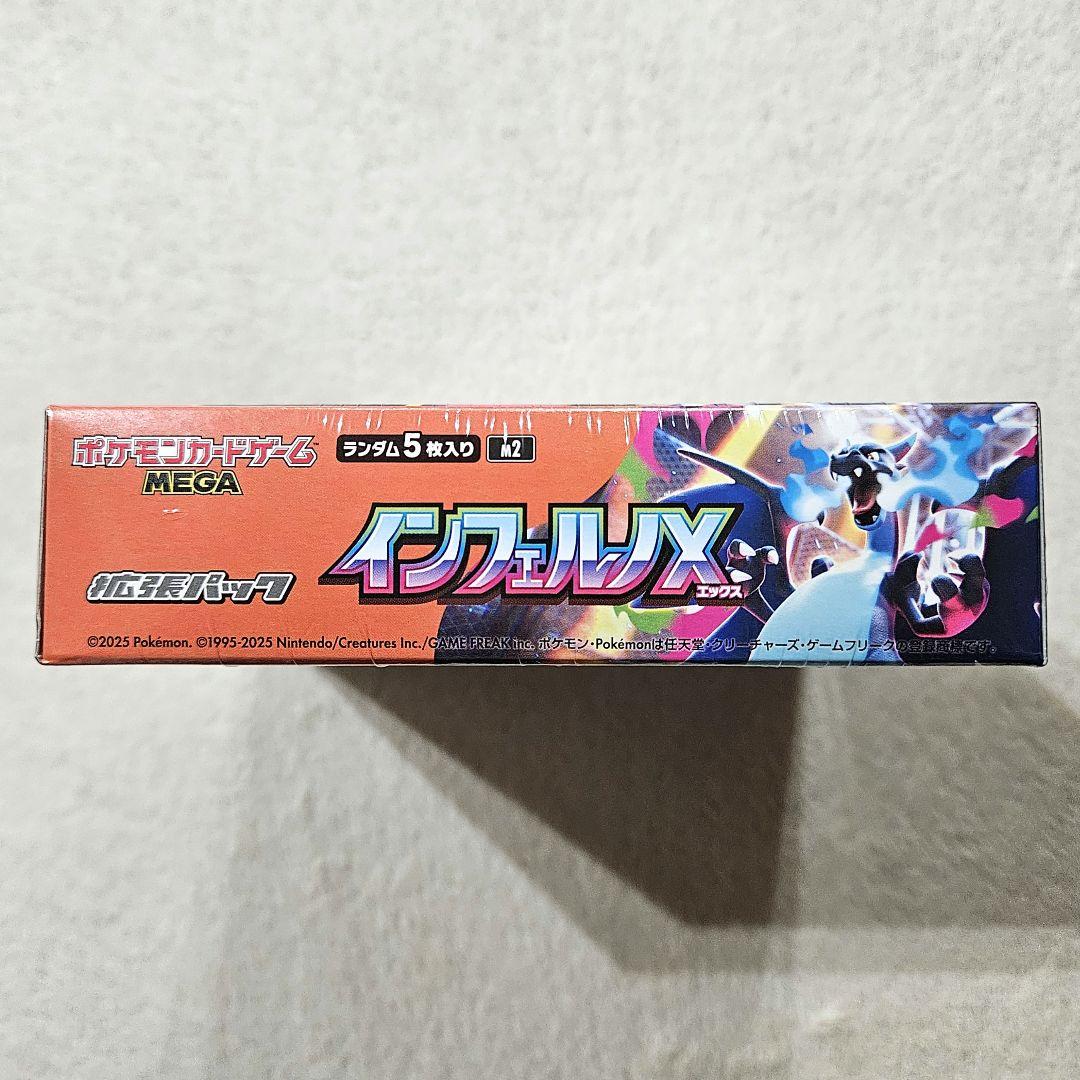 ポケモンカードゲーム
MEGA
ランダム5枚入り M2
インフェルノX
エックス
拡張パック
©2025 Pokémon. ©1995-2025 Nintendo/Creatures Inc./GAME FREAK inc. ポケモン・Pokémonは任天堂・クリーチャーズ・ゲームフリークの登録商標です。